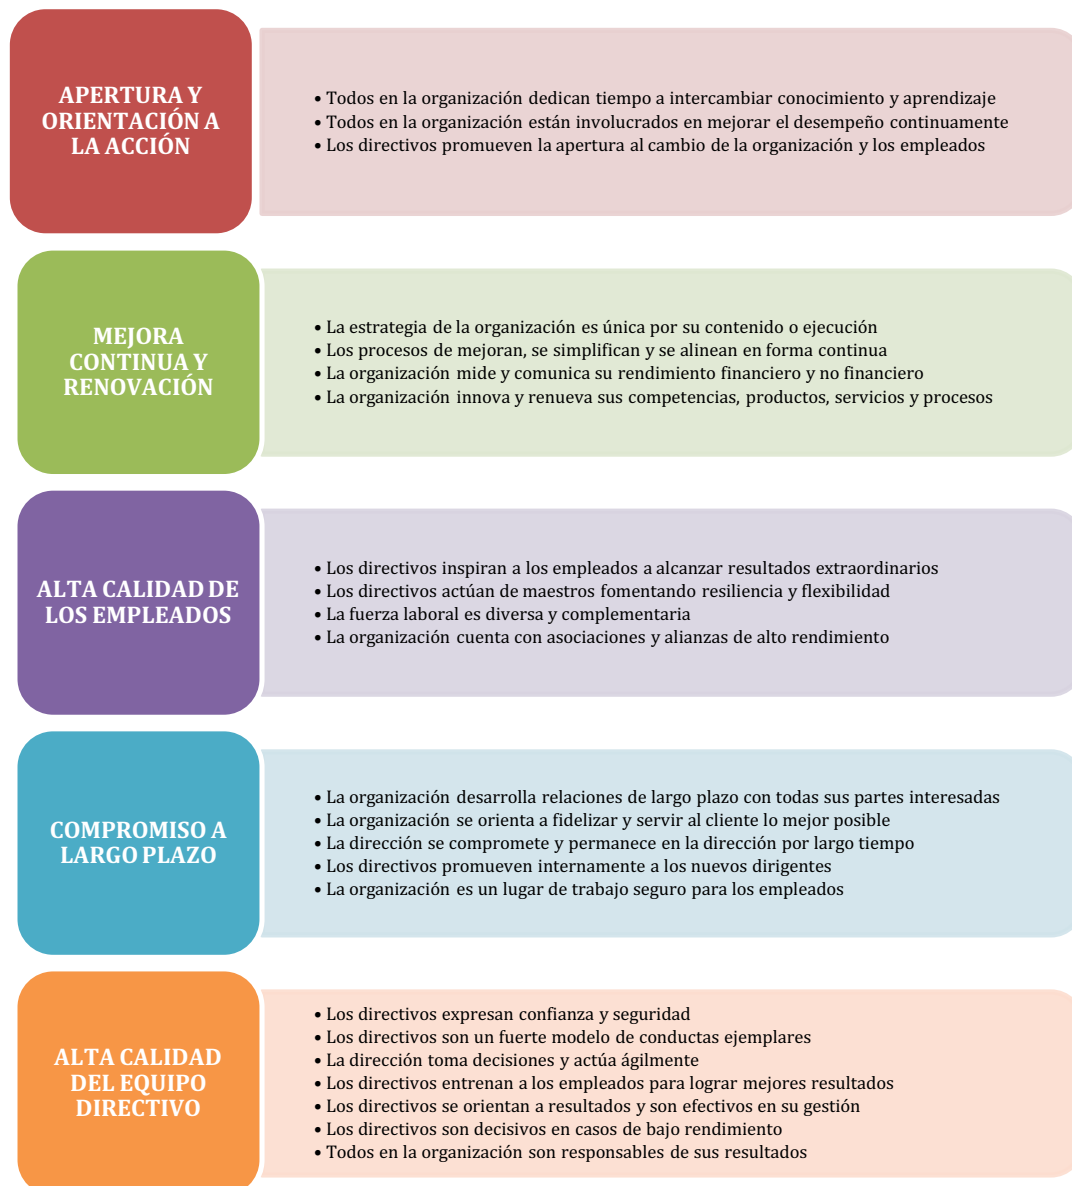 APERTURA Y
ORIENTACIÓN A
LA ACCIÓN
• Todos en la organización dedican tiempo a intercambiar conocimiento y aprendizaje
• Todos en la organización están involucrados en mejorar el desempeño continuamente
• Los directivos promueven la apertura al cambio de la organización y los empleados
MEJORA
CONTINUA Y
RENOVACIÓN
• La estrategia de la organización es única por su contenido o ejecución
• Los procesos de mejoran, se simplifican y se alinean en forma continua
• La organización mide y comunica su rendimiento financiero y no financiero
• La organización innova y renueva sus competencias, productos, servicios y procesos
ALTA CALIDAD DE
LOS EMPLEADOS
• Los directivos inspiran a los empleados a alcanzar resultados extraordinarios
• Los directivos actúan de maestros fomentando resiliencia y flexibilidad
• La fuerza laboral es diversa y complementaria
• La organización cuenta con asociaciones y alianzas de alto rendimiento
COMPROMISO A
LARGO PLAZO
• La organización desarrolla relaciones de largo plazo con todas sus partes interesadas
• La organización se orienta a fidelizar y servir al cliente lo mejor posible
• La dirección se compromete y permanece en la dirección por largo tiempo
• Los directivos promueven internamente a los nuevos dirigentes
• La organización es un lugar de trabajo seguro para los empleados
ALTA CALIDAD
DEL EQUIPO
DIRECTIVO
• Los directivos expresan confianza y seguridad
• Los directivos son un fuerte modelo de conductas ejemplares
• La dirección toma decisiones y actúa ágilmente
• Los directivos entrenan a los empleados para lograr mejores resultados
• Los directivos se orientan a resultados y son efectivos en su gestión
• Los directivos son decisivos en casos de bajo rendimiento
• Todos en la organización son responsables de sus resultados